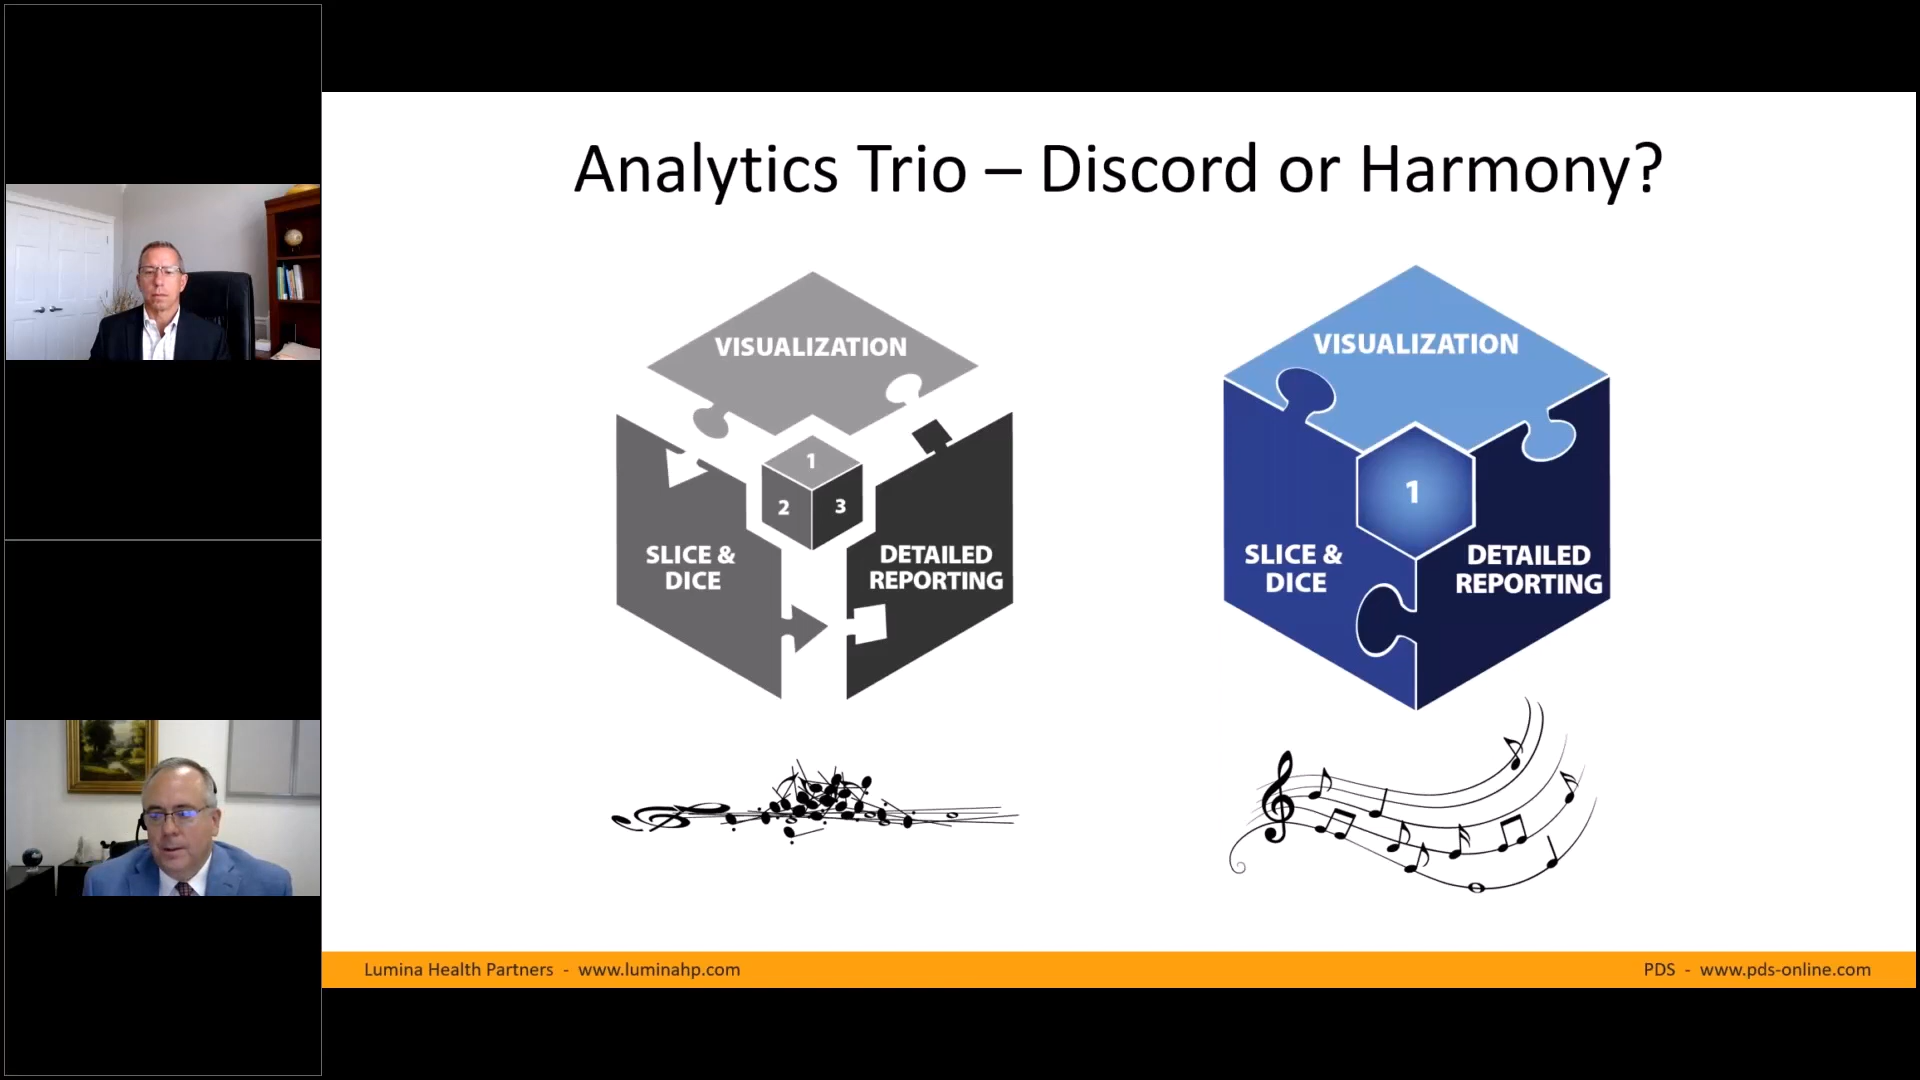 Analytics Trio – Discord or Harmony?
VISUALIZATION
1
2
3
SLICE &
DICE
DETAILED
REPORTING
VISUALIZATION
1
SLICE &
DICE
DETAILED
REPORTING
Lumina Health Partners - www.luminahp.com
PDS - www.pds-online.com